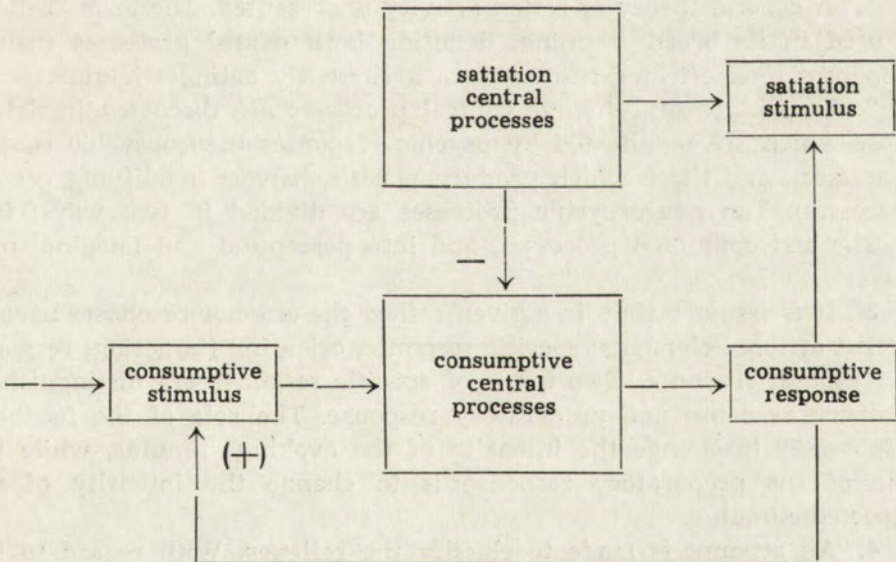 satiation
central
processes
satiation
stimulus
−
consumptive
stimulus
consumptive
central
processes
consumptive
response
(+)